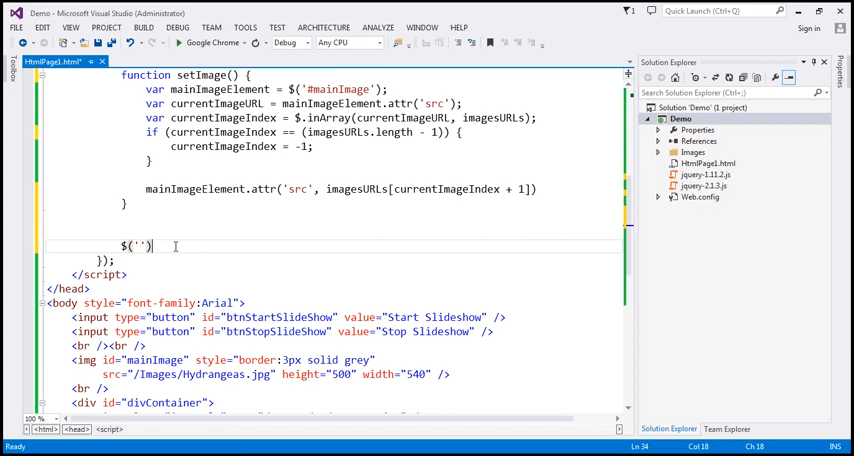 Demo - Microsoft Visual Studio (Administrator)
1
Quick Launch (Ctrl+Q)
FILE EDIT VIEW PROJECT BUILD DEBUG TEAM TOOLS TEST ARCHITECTURE ANALYZE WINDOW HELP
Sign in
Google Chrome Debug Any CPU
Toolbox
HtmlPage1.html*
function setImage() {
var mainImageElement = $('#mainImage');
var currentImageURL = mainImageElement.attr('src');
var currentImageIndex = $.inArray(currentImageURL, imagesURLs);
if (currentImageIndex == (imagesURLs.length - 1)) {
currentImageIndex = -1;
}
mainImageElement.attr('src', imagesURLs[currentImageIndex + 1])
}
$('')
});
</script>
</head>
<body style="font-family:Arial">
<input type="button" id="btnStartSlideShow" value="Start Slideshow" />
<input type="button" id="btnStopSlideShow" value="Stop Slideshow" />
<br /><br />
<img id="mainImage" style="border:3px solid grey"
src="/Images/Hydrangeas.jpg" height="500" width="540" />
<br />
<div id="divContainer">
100 %
<html> <head> <script>
Solution Explorer
Search Solution Explorer (Ctrl+;)
Solution 'Demo' (1 project)
Demo
Properties
References
Images
HtmlPage1.html
jquery-1.11.2.js
jquery-2.1.3.js
Web.config
Solution Explorer Team Explorer
Properties
Ready Ln 34 Col 18 Ch 18 INS